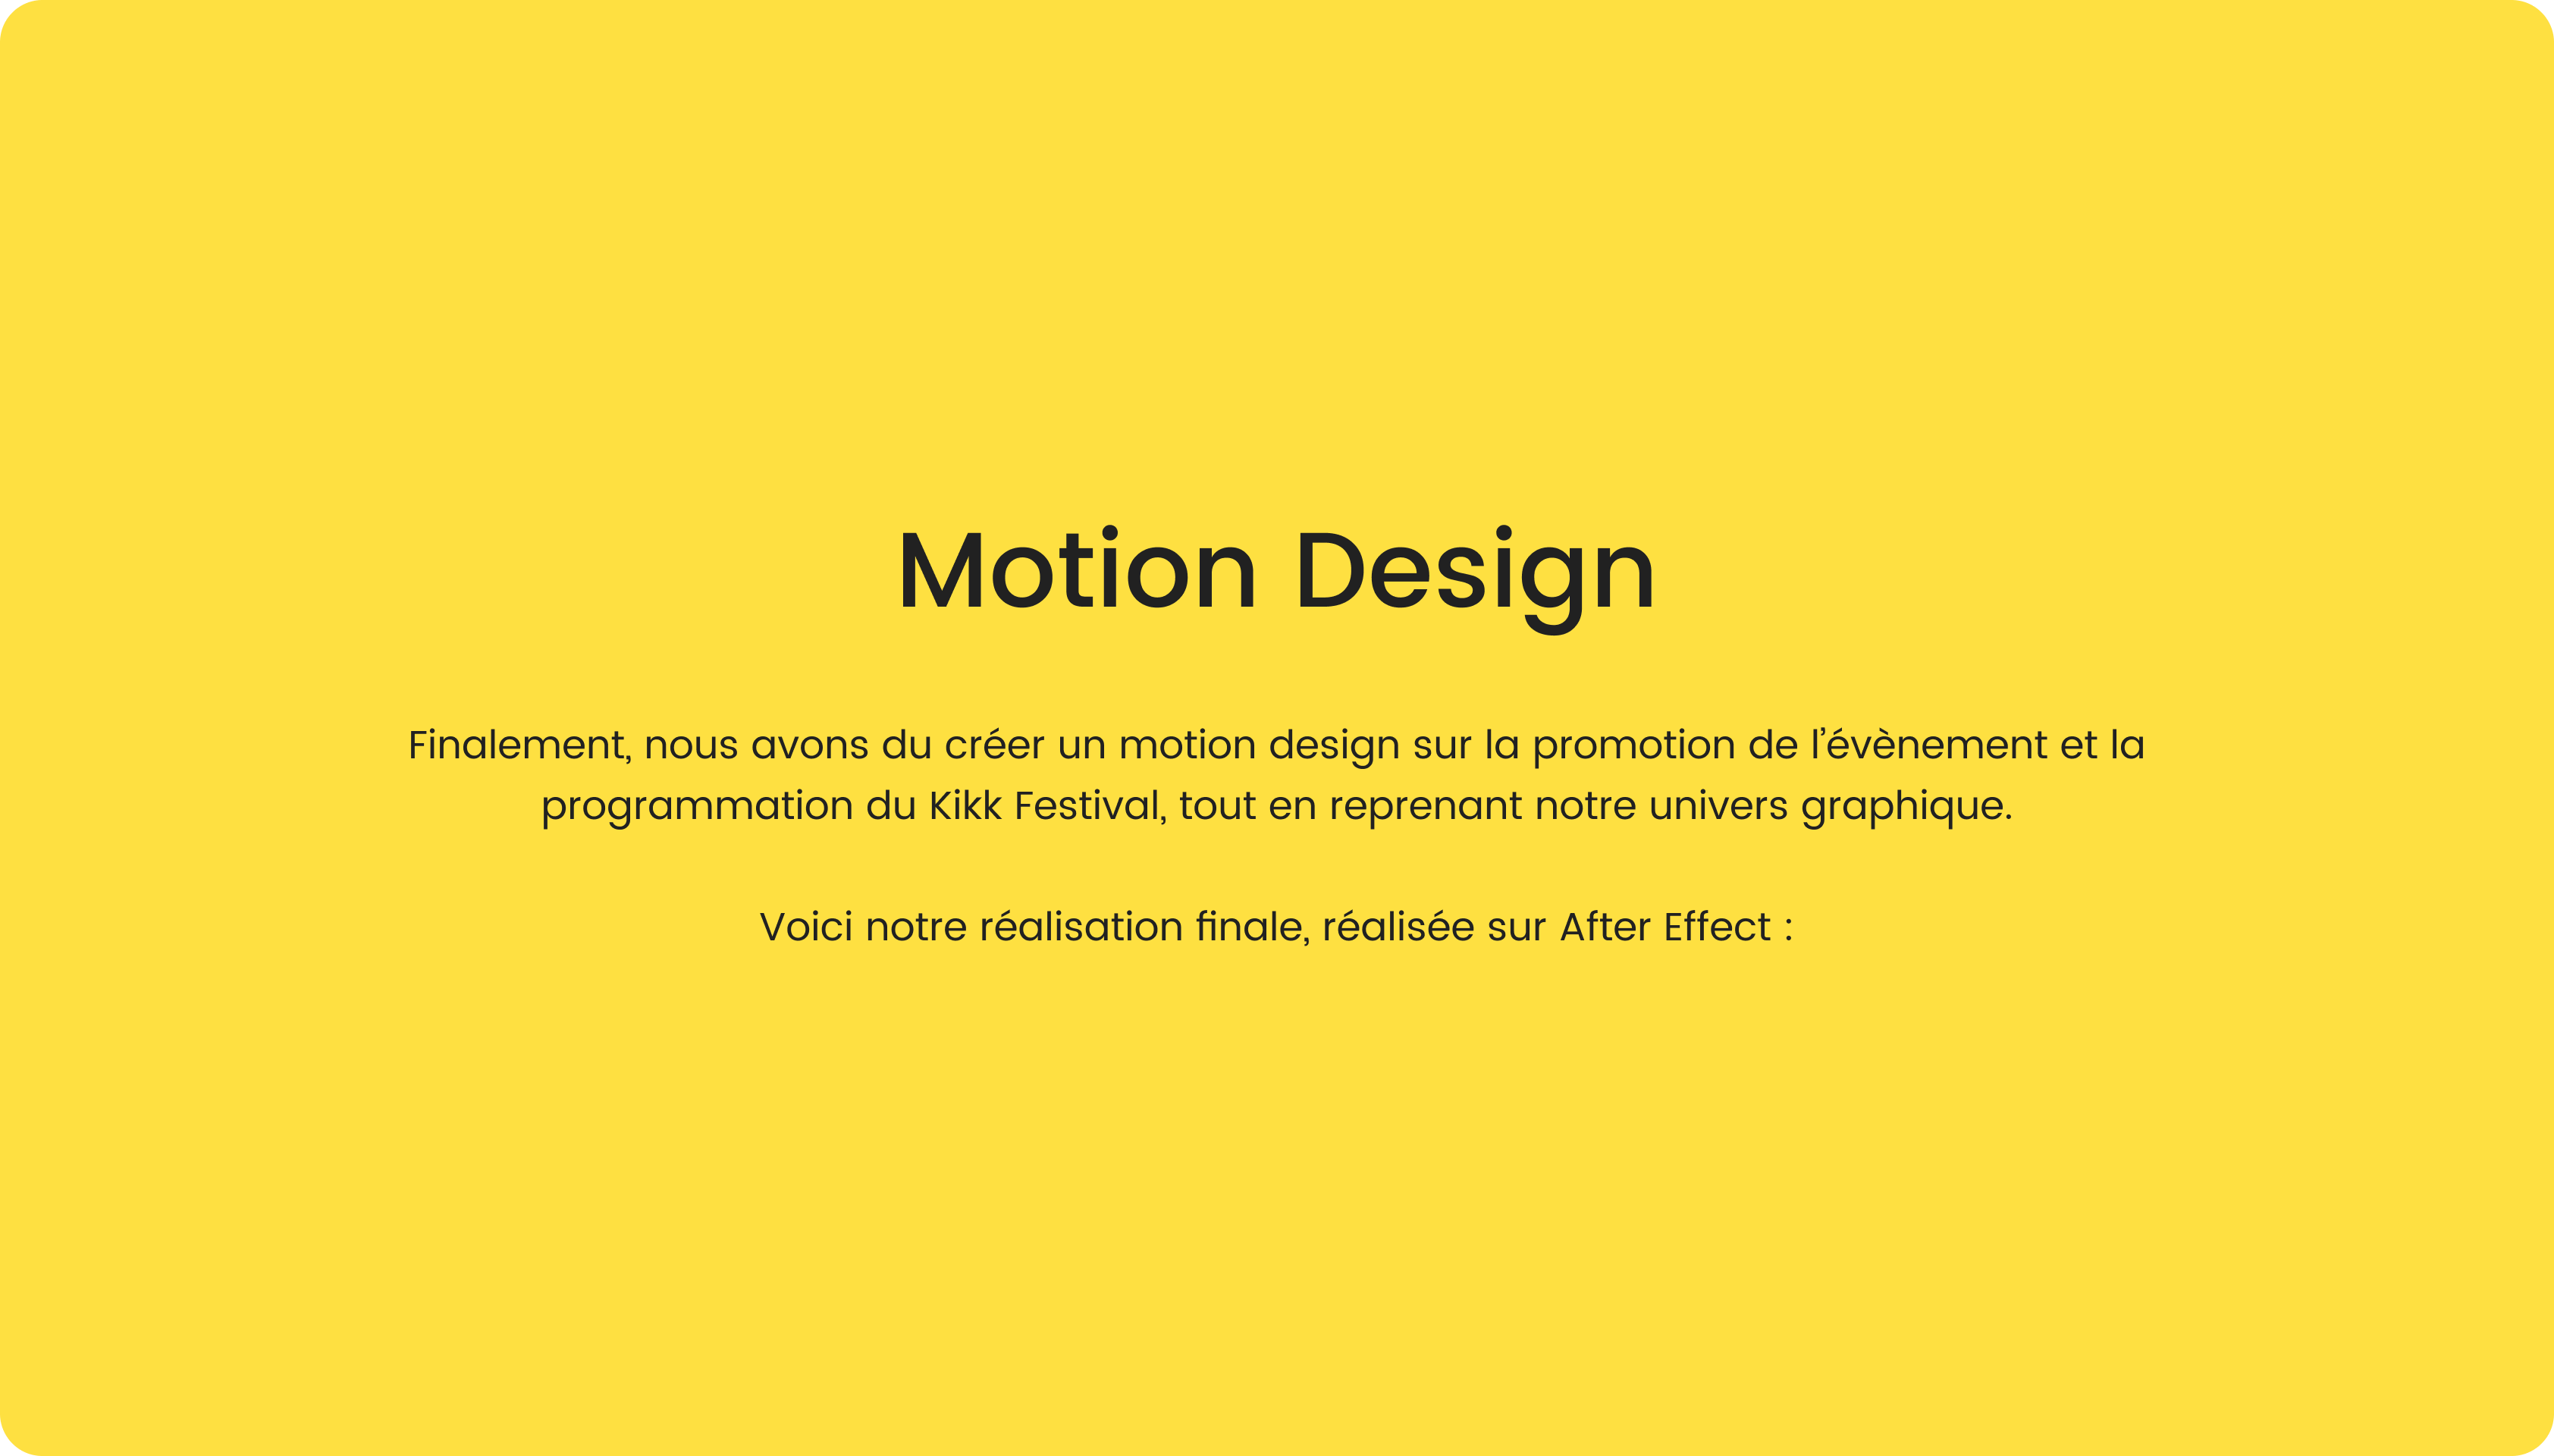 Motion Design
Finalement, nous avons du créer un motion design sur la promotion de l’évènement et la
programmation du Kikk Festival, tout en reprenant notre univers graphique.
Voici notre réalisation finale, réalisée sur After Effect :